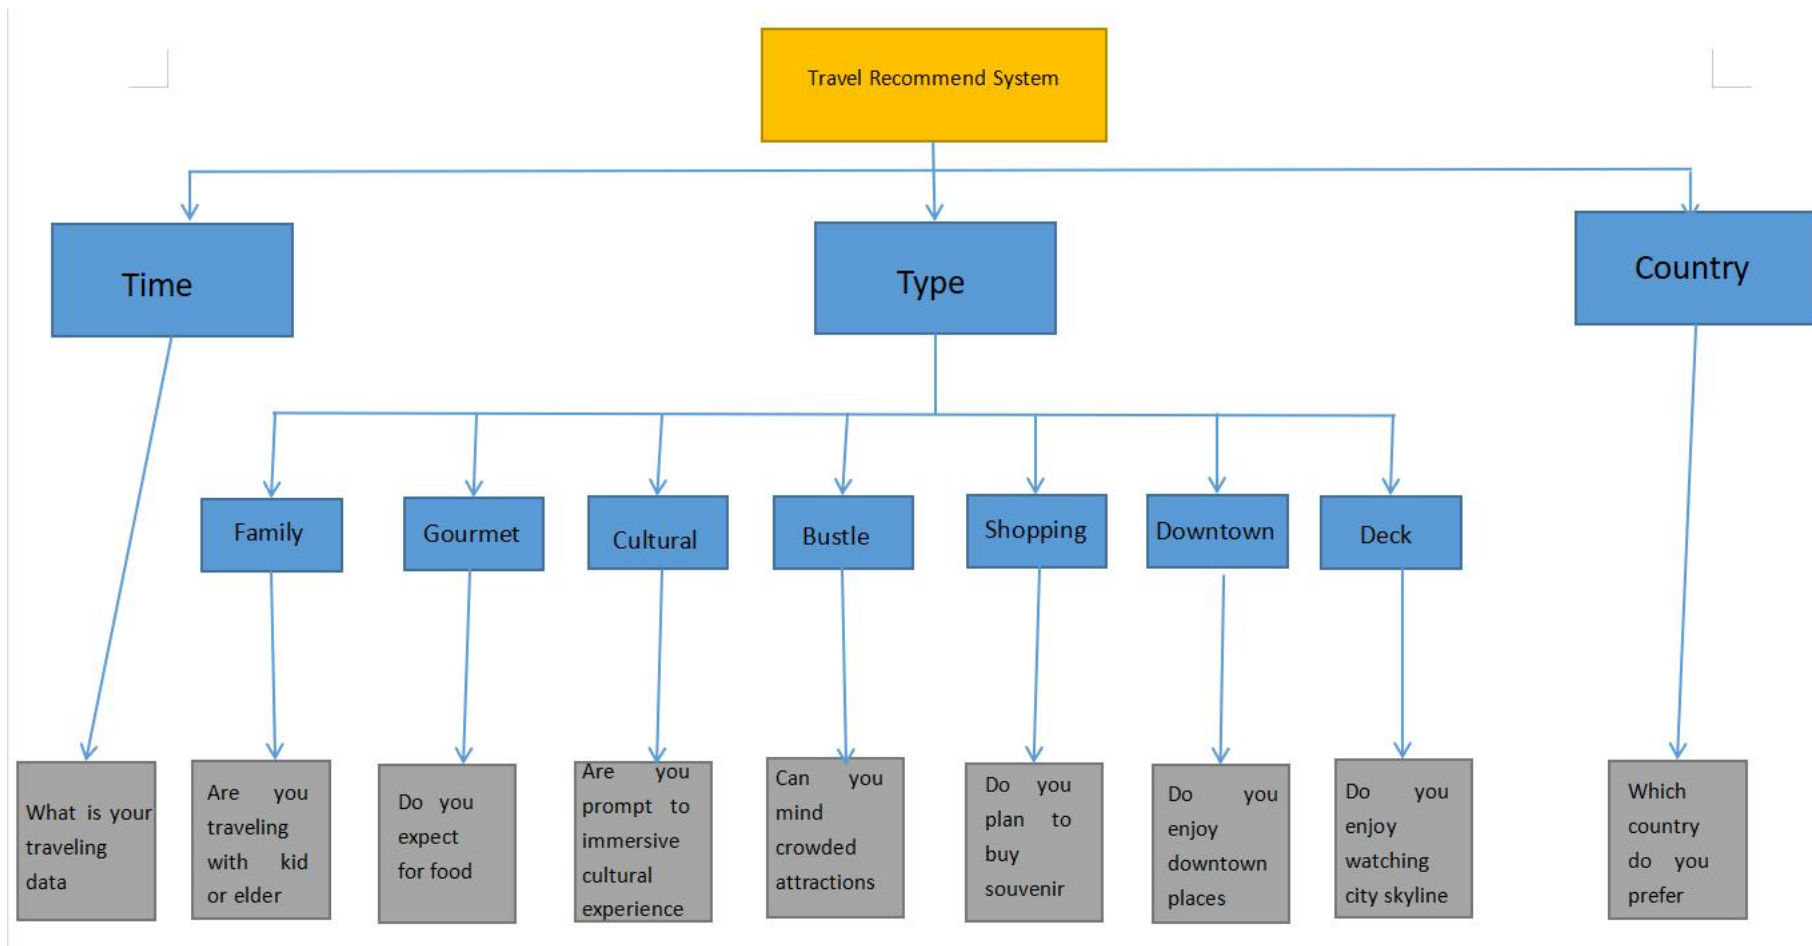 Travel Recommend System
Time
Type
Country
Family
Gourmet
Cultural
Bustle
Shopping
Downtown
Deck
What is your
traveling
data
Are you
traveling
with kid
or elder
Do you
expect
for food
Are you
prompt to
immersive
cultural
experience
Can you
mind
crowded
attractions
Do you
plan to
buy
souvenir
Do you
enjoy
downtown
places
Do you
enjoy
watching
city skyline
Which
country
do you
prefer